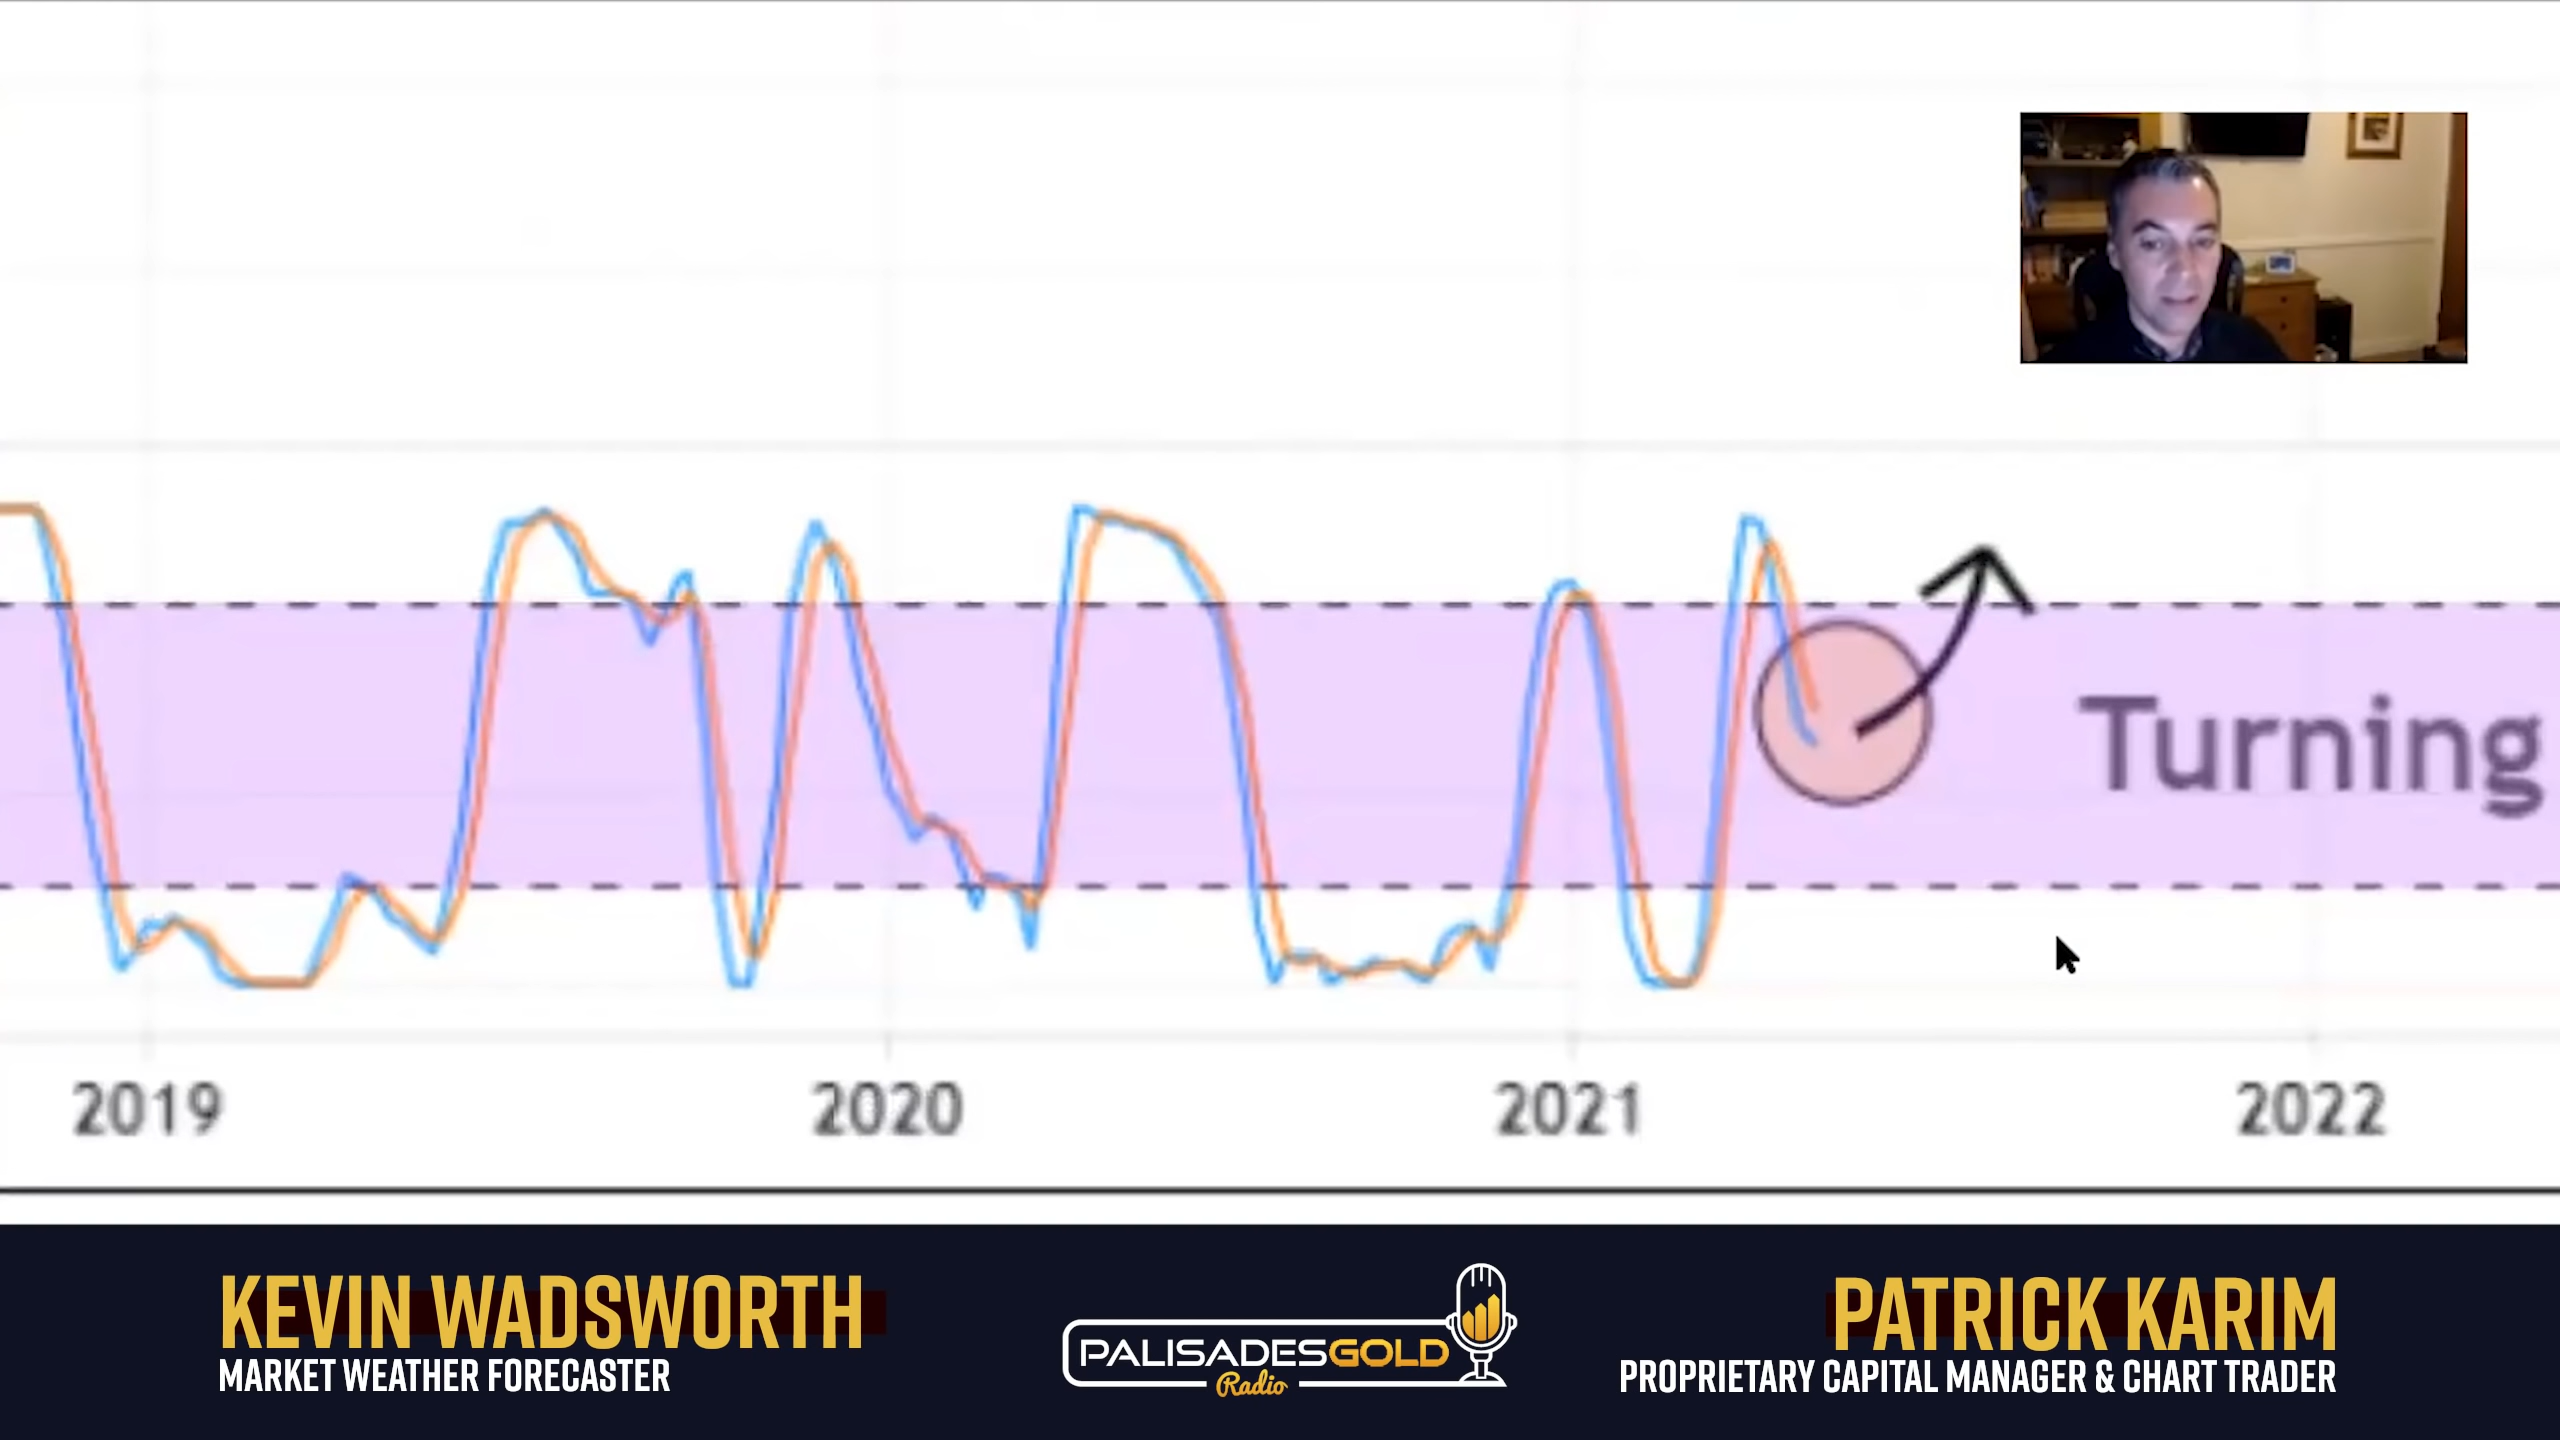 Turning
2019
2020
2021
2022
KEVIN WADSWORTH
MARKET WEATHER FORECASTER
PALISADESGOLD
Radio
PATRICK KARIM
PROPRIETARY CAPITAL MANAGER & CHART TRADER